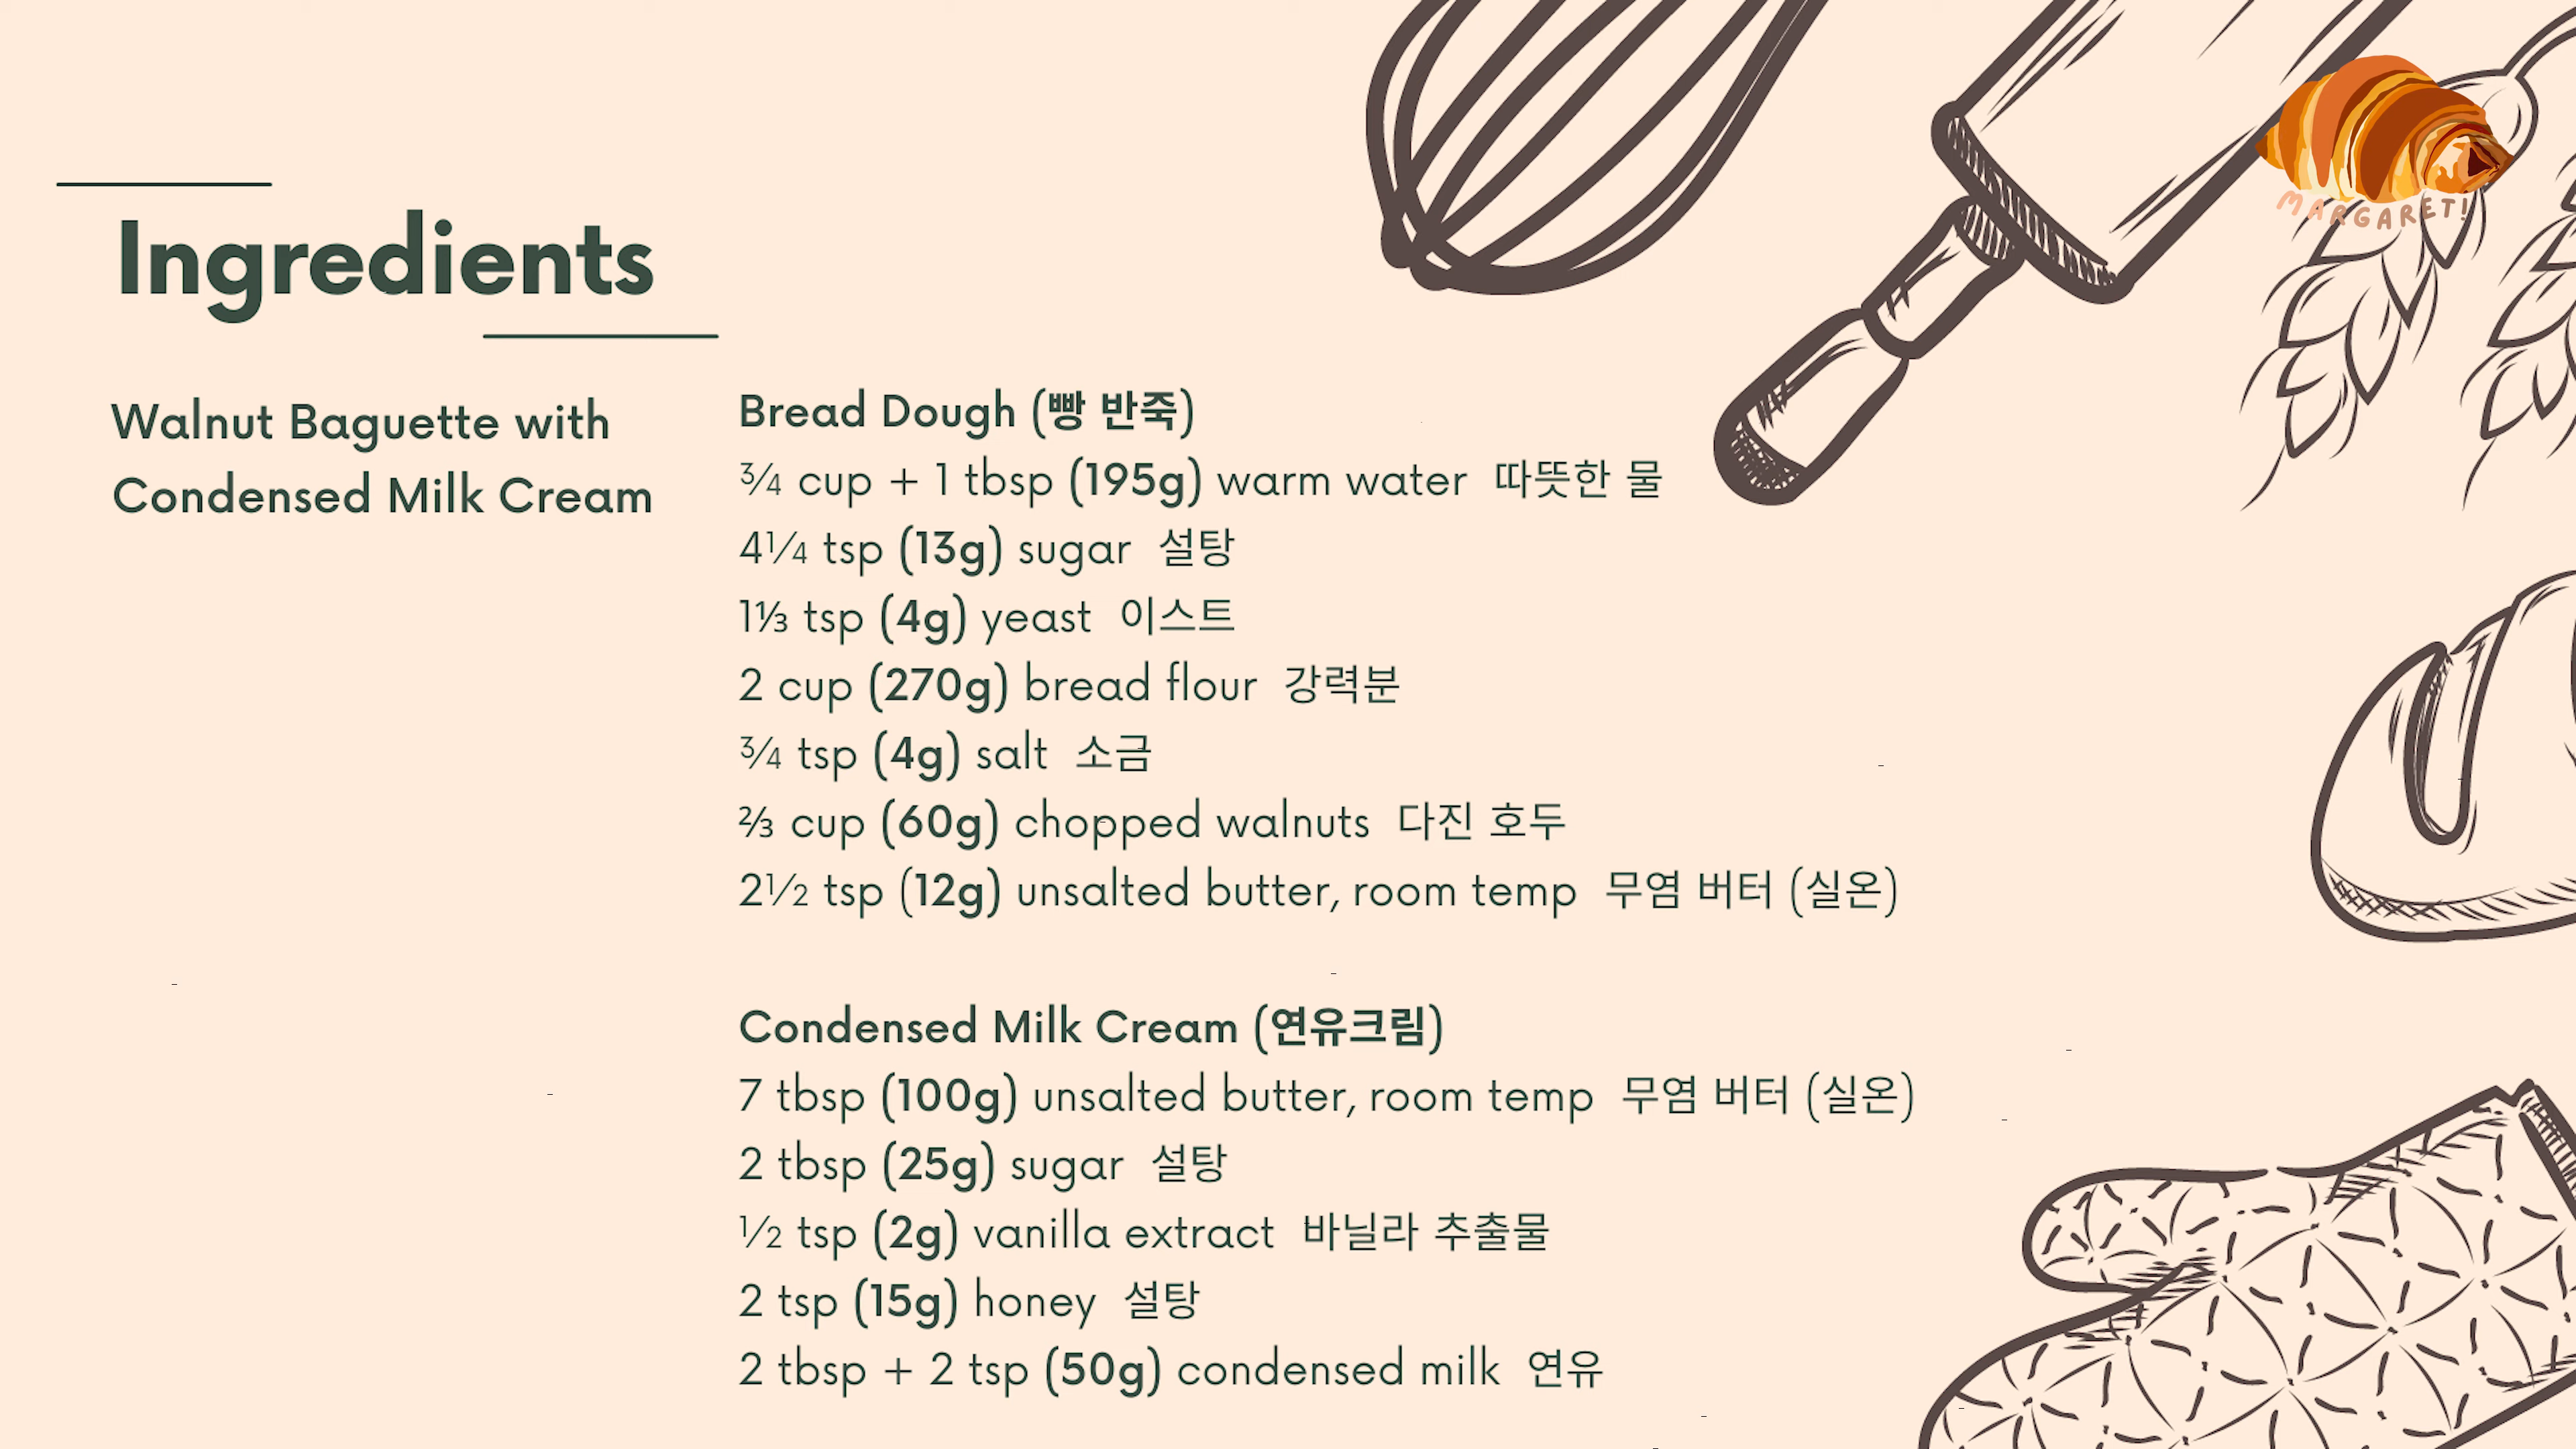 MARGARET!
Ingredients
Walnut Baguette with
Condensed Milk Cream
Bread Dough (빵 반죽)
¾ cup + 1 tbsp (195g) warm water 따뜻한 물
4¼ tsp (13g) sugar 설탕
1⅓ tsp (4g) yeast 이스트
2 cup (270g) bread flour 강력분
¾ tsp (4g) salt 소금
⅔ cup (60g) chopped walnuts 다진 호두
2½ tsp (12g) unsalted butter, room temp 무염 버터 (실온)
Condensed Milk Cream (연유크림)
7 tbsp (100g) unsalted butter, room temp 무염 버터 (실온)
2 tbsp (25g) sugar 설탕
½ tsp (2g) vanilla extract 바닐라 추출물
2 tsp (15g) honey 설탕
2 tbsp + 2 tsp (50g) condensed milk 연유